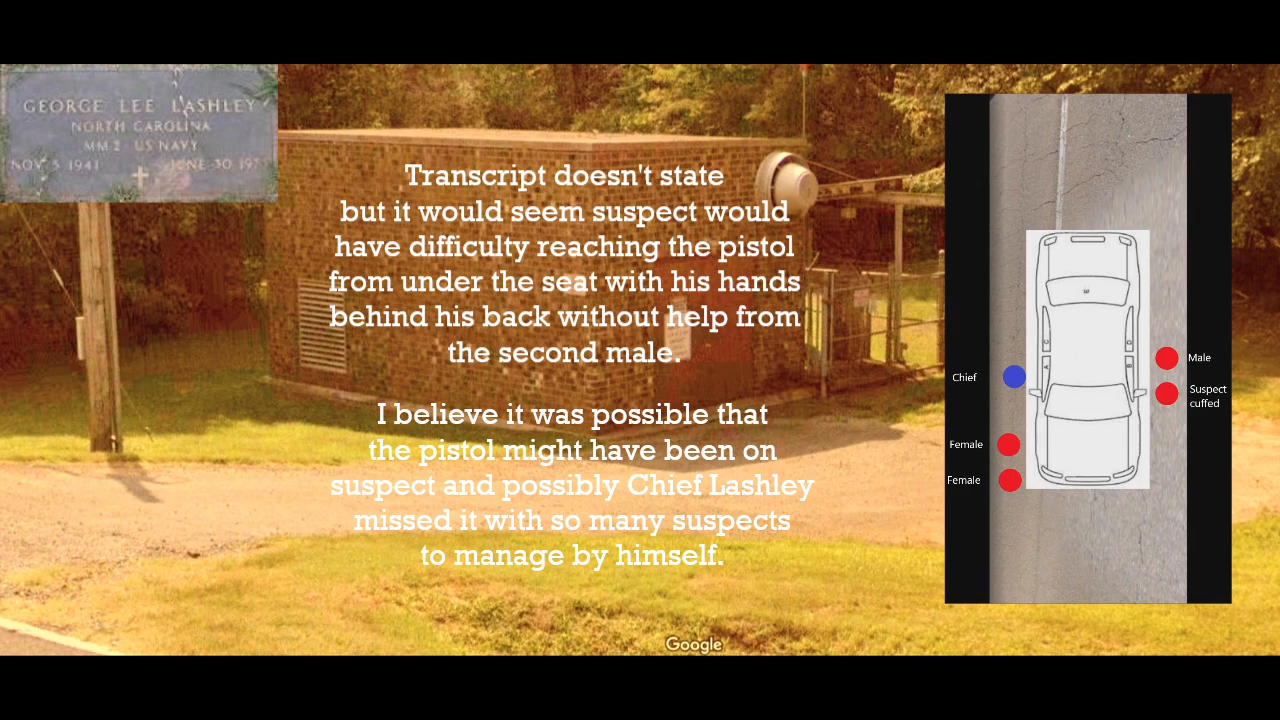 GEORGE LEE LASHLEY
NORTH CAROLINA
MM2 US NAVY
NOV 5 1941 JUNE 30
Transcript doesn't state
but it would seem suspect would
have difficulty reaching the pistol
from under the seat with his hands
behind his back without help from
the second male.
I believe it was possible that
the pistol might have been on
suspect and possibly Chief Lashley
missed it with so many suspects
to manage by himself.
Google
Chief
Female
Female
Male
Suspect
cuffed